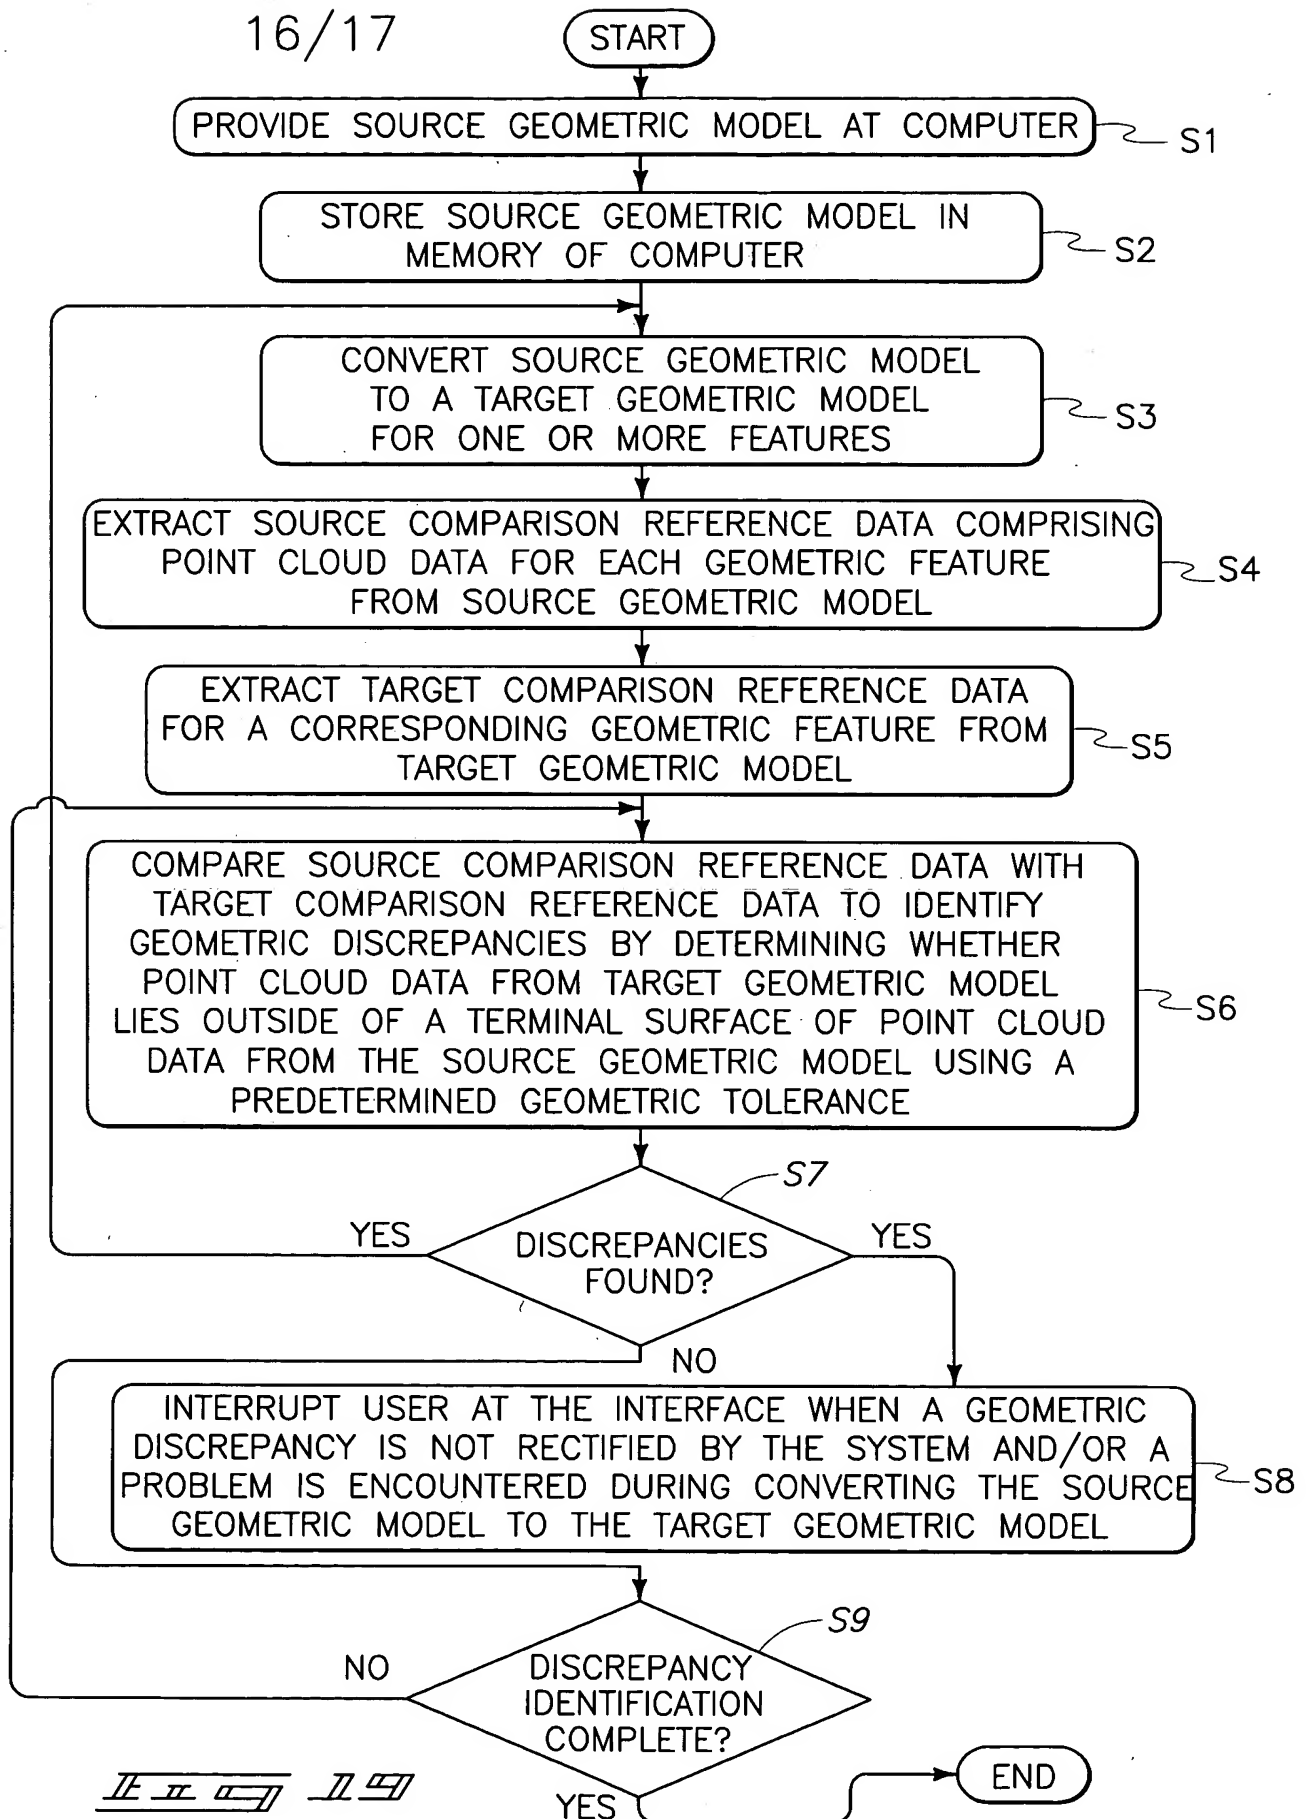 16/17
START
PROVIDE SOURCE GEOMETRIC MODEL AT COMPUTER
S1
STORE SOURCE GEOMETRIC MODEL IN
MEMORY OF COMPUTER
S2
CONVERT SOURCE GEOMETRIC MODEL
TO A TARGET GEOMETRIC MODEL
FOR ONE OR MORE FEATURES
S3
EXTRACT SOURCE COMPARISON REFERENCE DATA COMPRISING
POINT CLOUD DATA FOR EACH GEOMETRIC FEATURE
FROM SOURCE GEOMETRIC MODEL
S4
EXTRACT TARGET COMPARISON REFERENCE DATA
FOR A CORRESPONDING GEOMETRIC FEATURE FROM
TARGET GEOMETRIC MODEL
S5
COMPARE SOURCE COMPARISON REFERENCE DATA WITH
TARGET COMPARISON REFERENCE DATA TO IDENTIFY
GEOMETRIC DISCREPANCIES BY DETERMINING WHETHER
POINT CLOUD DATA FROM TARGET GEOMETRIC MODEL
LIES OUTSIDE OF A TERMINAL SURFACE OF POINT CLOUD
DATA FROM THE SOURCE GEOMETRIC MODEL USING A
PREDETERMINED GEOMETRIC TOLERANCE
S6
S7
YES
DISCREPANCIES
FOUND?
YES
NO
INTERRUPT USER AT THE INTERFACE WHEN A GEOMETRIC
DISCREPANCY IS NOT RECTIFIED BY THE SYSTEM AND/OR A
PROBLEM IS ENCOUNTERED DURING CONVERTING THE SOURCE
GEOMETRIC MODEL TO THE TARGET GEOMETRIC MODEL
S8
S9
NO
DISCREPANCY
IDENTIFICATION
COMPLETE?
YES
END
FIG 19